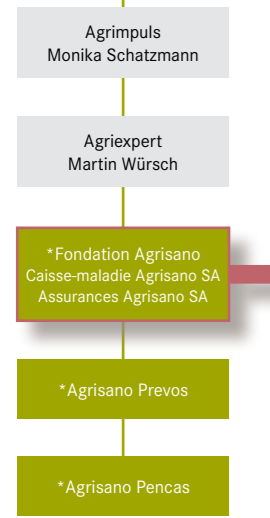 Agrimpuls
Monika Schatzmann
Agriexpert
Martin Würsch
*Fondation Agrisano
Caisse-maladie Agrisano SA
Assurances Agrisano SA
*Agrisano Prevos
*Agrisano Pencas